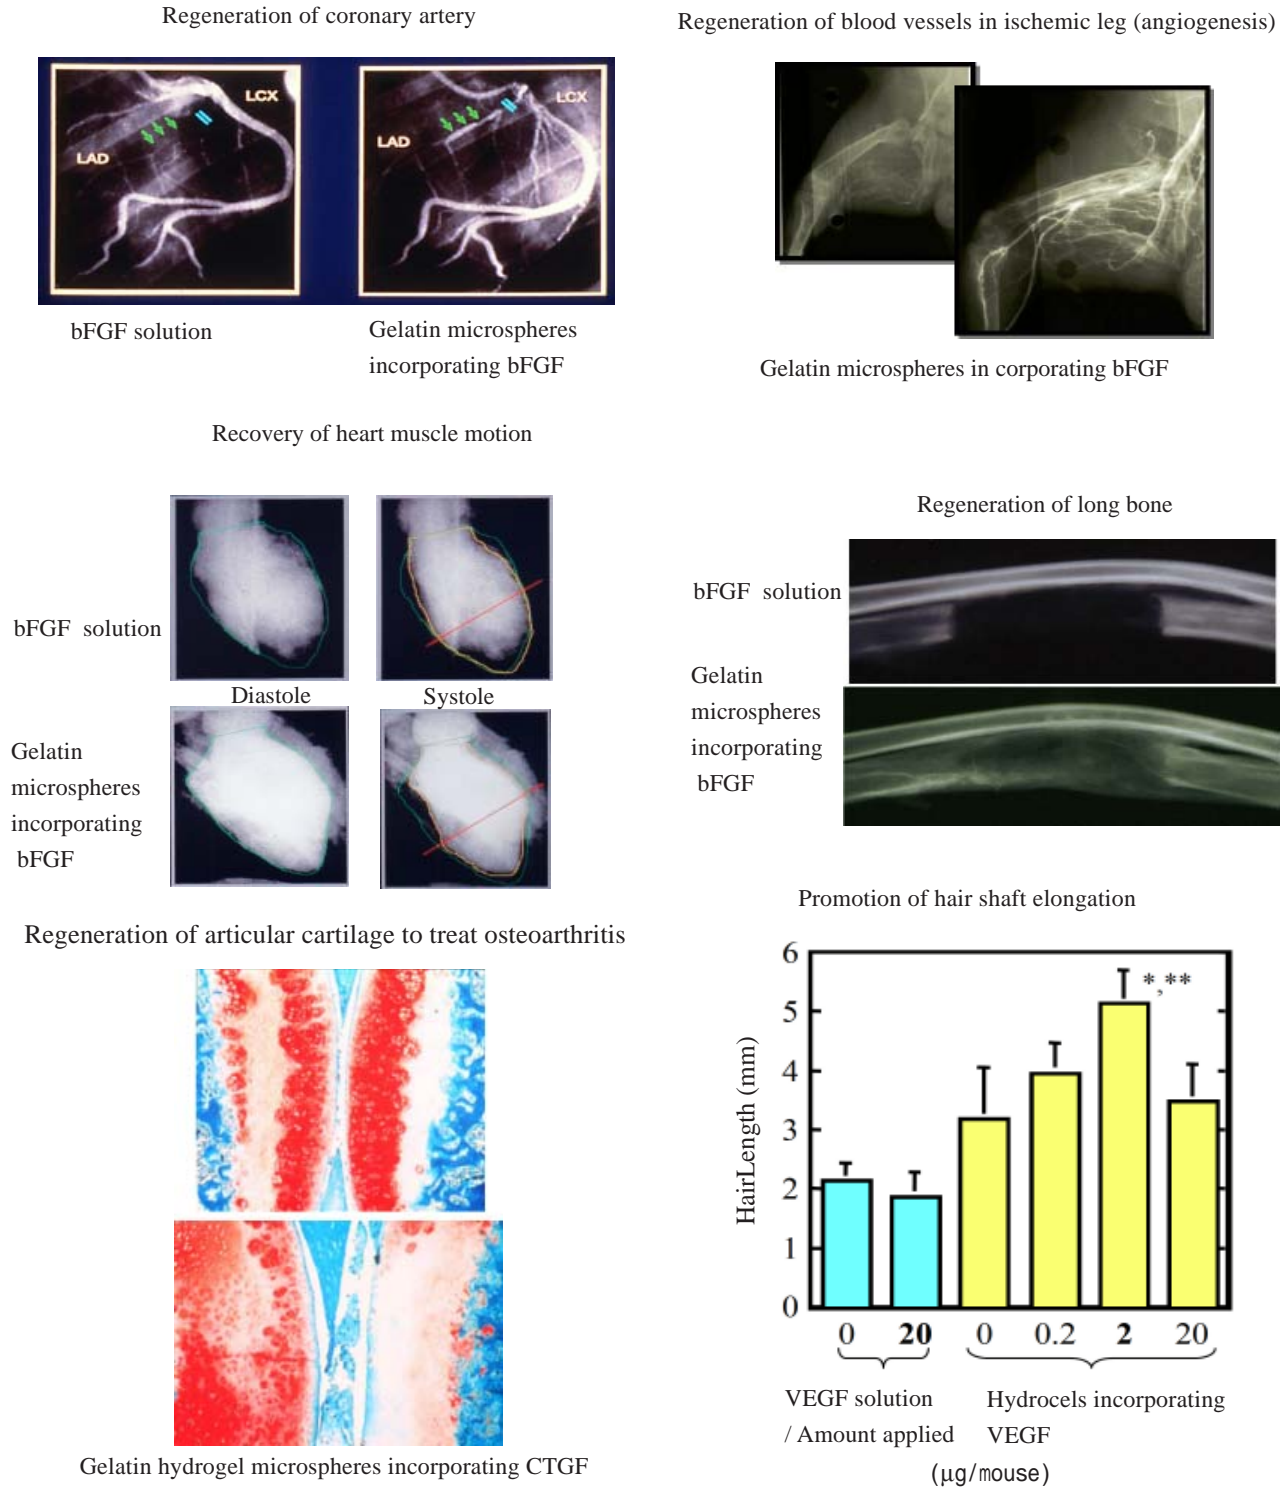 Regeneration of coronary artery
LCX
LAD
LCX
LAD
bFGF solution
Gelatin microspheres
incorporating bFGF
Regeneration of blood vessels in ischemic leg (angiogenesis)
Gelatin microspheres in corporating bFGF
Recovery of heart muscle motion
bFGF solution
Diastole
Systole
Gelatin
microspheres
incorporating
bFGF
Regeneration of long bone
bFGF solution
Gelatin
microspheres
incorporating
bFGF
Regeneration of articular cartilage to treat osteoarthritis
Gelatin hydrogel microspheres incorporating CTGF
Promotion of hair shaft elongation
HairLength (mm)
6
5
4
3
2
1
0
*,**
0 20 0 0.2 2 20
VEGF solution
/ Amount applied
Hydrocels incorporating
VEGF
(μg/mouse)